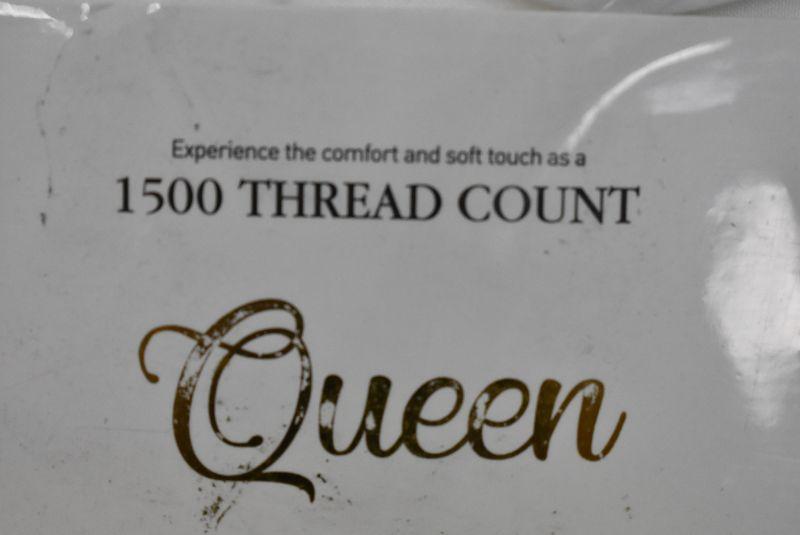 Experience the comfort and soft touch as a
1500 THREAD COUNT
Queen